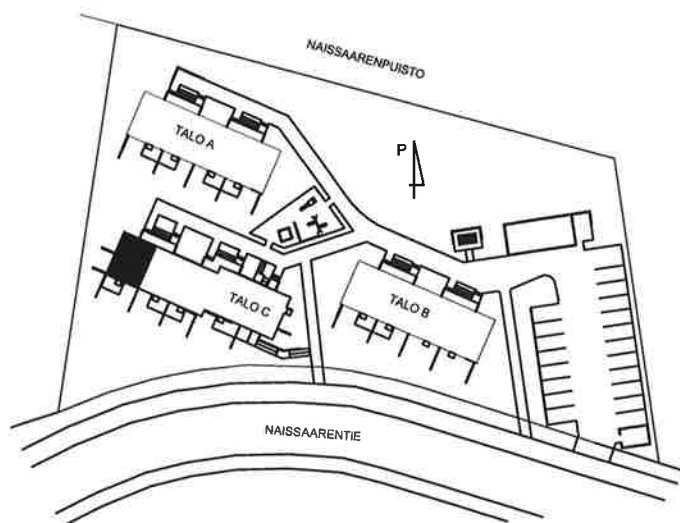 NAISSAARENPUISTO
TALO A
P
TALO C
TALO B
NAISSAARENTIE